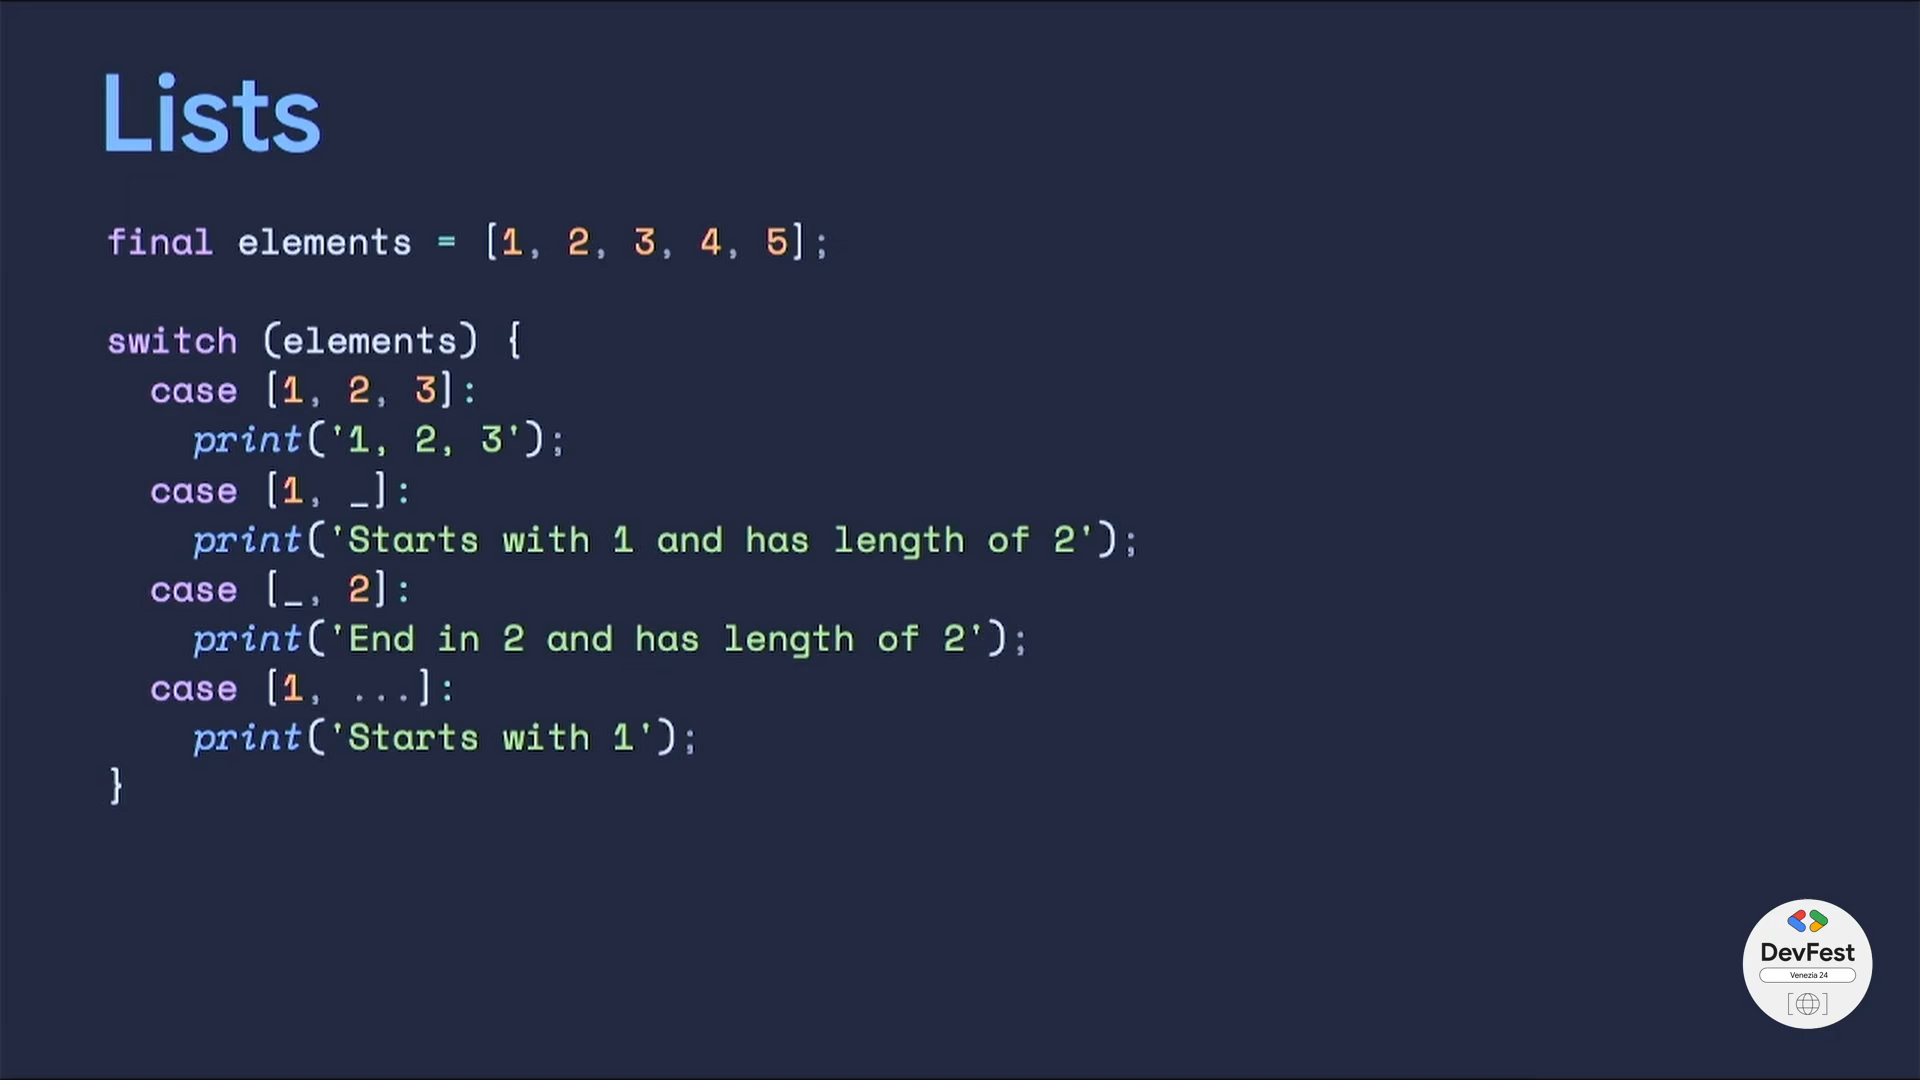 Lists
final elements = [1, 2, 3, 4, 5];
switch (elements) {
case [1, 2, 3]:
print('1, 2, 3');
case [1, _]:
print('Starts with 1 and has length of 2');
case [_, 2]:
print('End in 2 and has length of 2');
case [1, ...]:
print('Starts with 1');
}
DevFest
Venezia 24